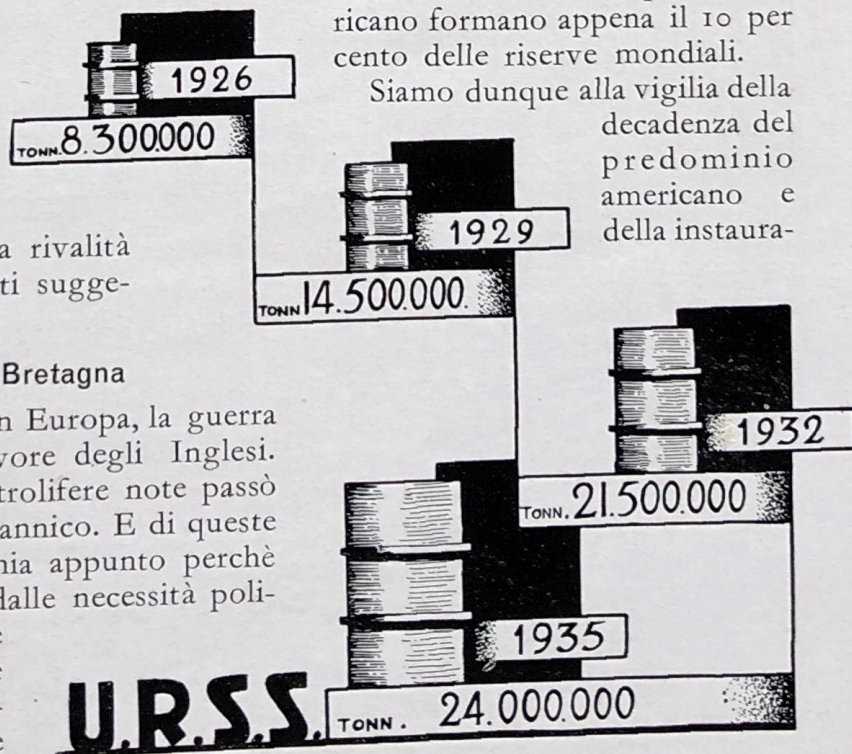 ricano formano appena il 10 per
cento delle riserve mondiali.
Siamo dunque alla vigilia della
decadenza del
predominio
americano e
della instaura-
1926
TONN. 8.300.000
1929
TONN 14.500.000.
1932
TONN. 21.500.000
1935
TONN. 24.000.000
U.R.S.S.
a rivalità
ti sugge-
Bretagna
n Europa, la guerra
vore degli Inglesi.
trolifere note passò
annico. E di queste
nia appunto perchè
dalle necessità poli-